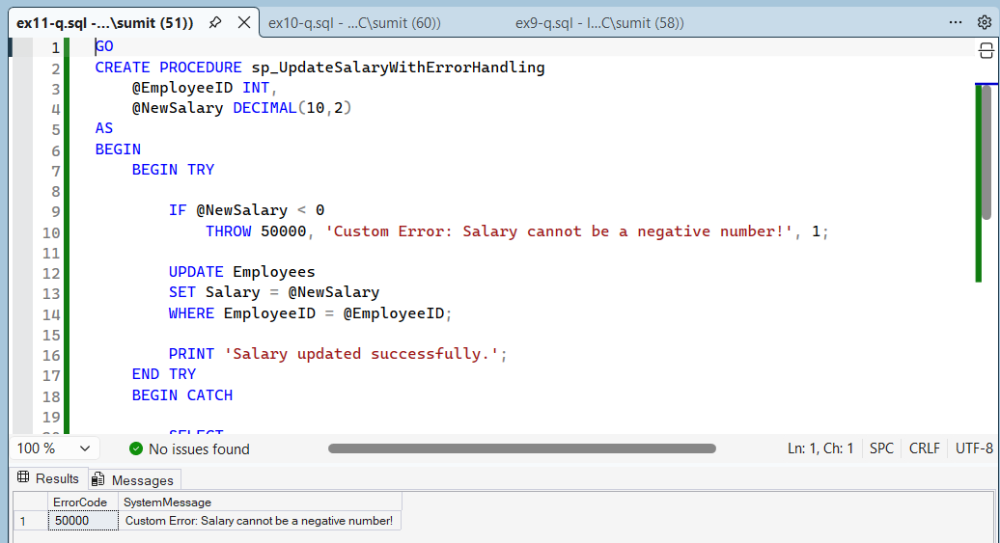 ex11-q.sql -...\sumit (51)) ex10-q.sql - ...C\sumit (60)) ex9-q.sql - l...C\sumit (58))
1 GO
2 CREATE PROCEDURE sp_UpdateSalaryWithErrorHandling
3 @EmployeeID INT,
4 @NewSalary DECIMAL(10,2)
5 AS
6 BEGIN
7 BEGIN TRY
8
9 IF @NewSalary < 0
10 THROW 50000, 'Custom Error: Salary cannot be a negative number!', 1;
11
12 UPDATE Employees
13 SET Salary = @NewSalary
14 WHERE EmployeeID = @EmployeeID;
15
16 PRINT 'Salary updated successfully.';
17 END TRY
18 BEGIN CATCH
19
20 SELECT
100 % No issues found Ln: 1, Ch: 1 SPC CRLF UTF-8
Results Messages
ErrorCode SystemMessage
1 50000 Custom Error: Salary cannot be a negative number!